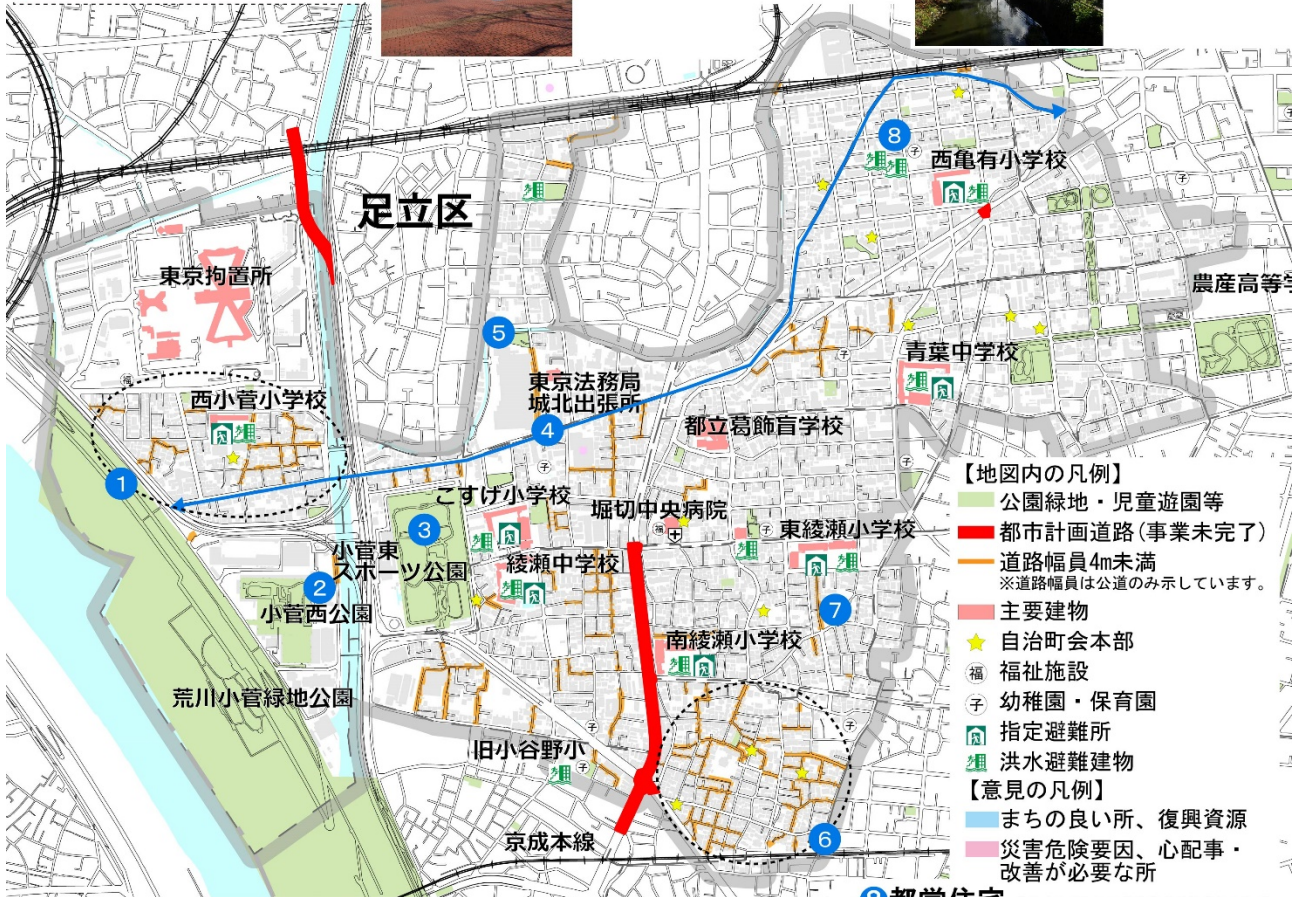 8
西亀有小学校
足立区
東京拘置所
農産高等学
5
青葉中学校
東京法務局
城北出張所
4
都立葛飾盲学校
福
西小菅小学校
1
こすげ小学校
堀切中央病院
3
小菅東
スポーツ公園
綾瀬中学校
東綾瀬小学校
2
小菅西公園
7
南綾瀬小学校
荒川小菅緑地公園
旧小谷野小
京成本線
6
子
【地図内の凡例】
公園緑地・児童遊園等
都市計画道路(事業未完了)
道路幅員4m未満
※道路幅員は公道のみ示しています。
主要建物
自治町会本部
福 福祉施設
子 幼稚園・保育園
指定避難所
洪水避難建物
【意見の凡例】
まちの良い所、復興資源
災害危険要因、心配事・
改善が必要な所